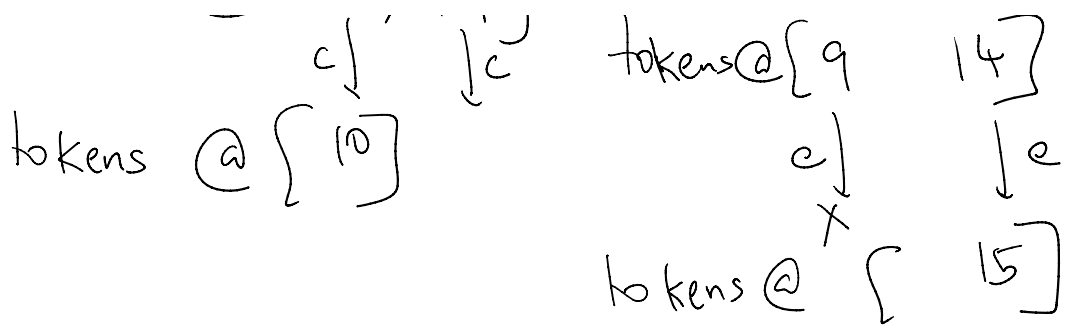 c c
tokens @ [ 10 ]
tokens @ [ 9 14 ]
e e
x
tokens @ [ 15 ]